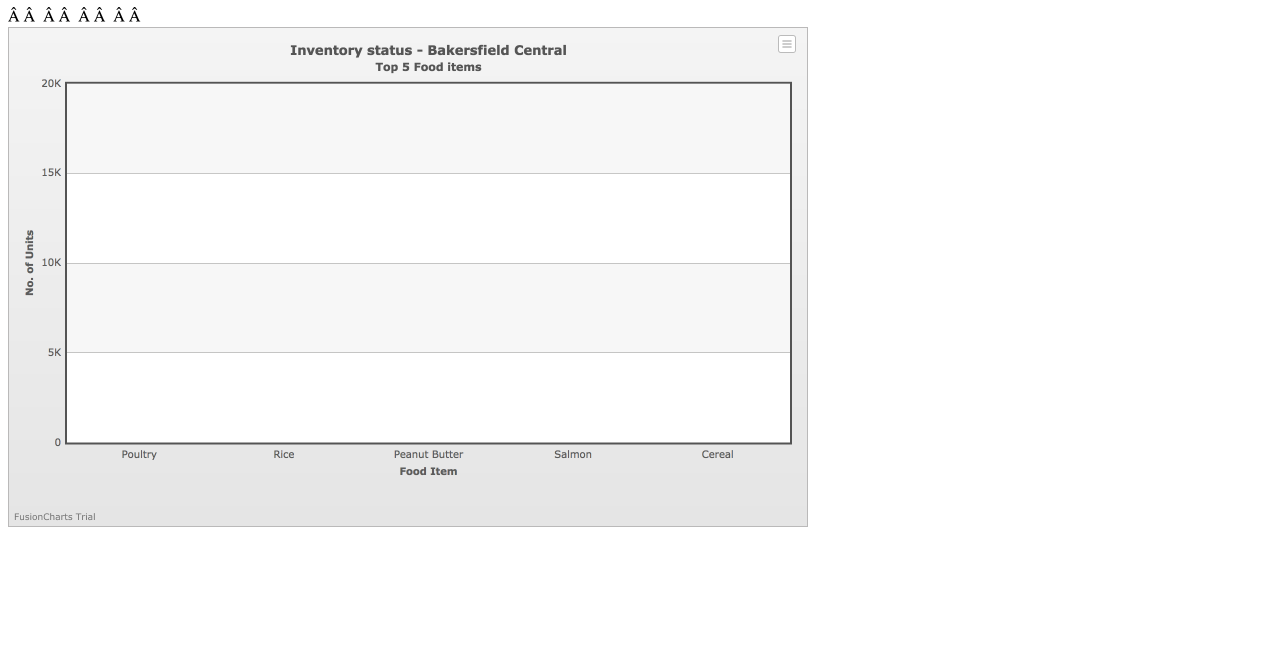 Â Â  Â Â  Â Â  Â Â
Inventory status - Bakersfield Central
Top 5 Food items
20K
15K
10K
5K
0
No. of Units
Poultry Rice Peanut Butter Salmon Cereal
Food Item
FusionCharts Trial